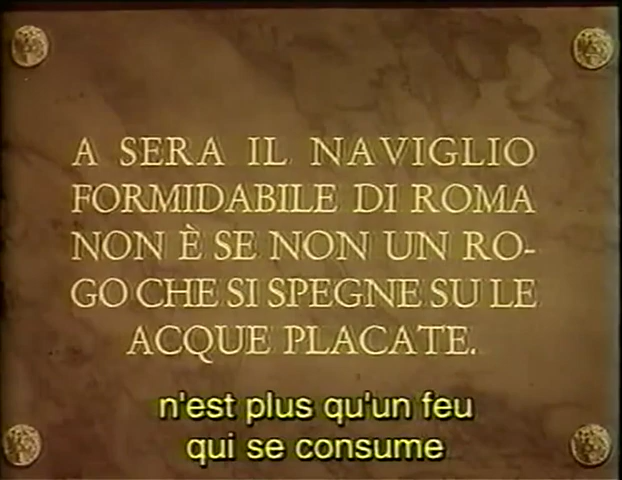 A SERA IL NAVIGLIO
FORMIDABILE DI ROMA
NON È SE NON UN RO-
GO CHE SI SPEGNE SU LE
ACQUE PLACATE.
n'est plus qu'un feu
qui se consume